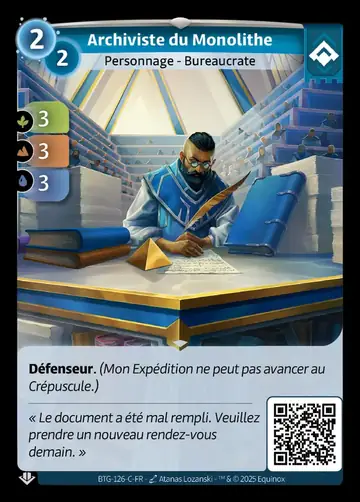 2
Archiviste du Monolithe
2
Personnage - Bureaucrate
3
3
3
Défenseur. (Mon Expédition ne peut pas avancer au
Crépuscule.)
« Le document a été mal rempli. Veuillez
prendre un nouveau rendez-vous
demain. »
BTG-126-C-FR - Atanas Lozanski - ™ & © 2025 Equinox